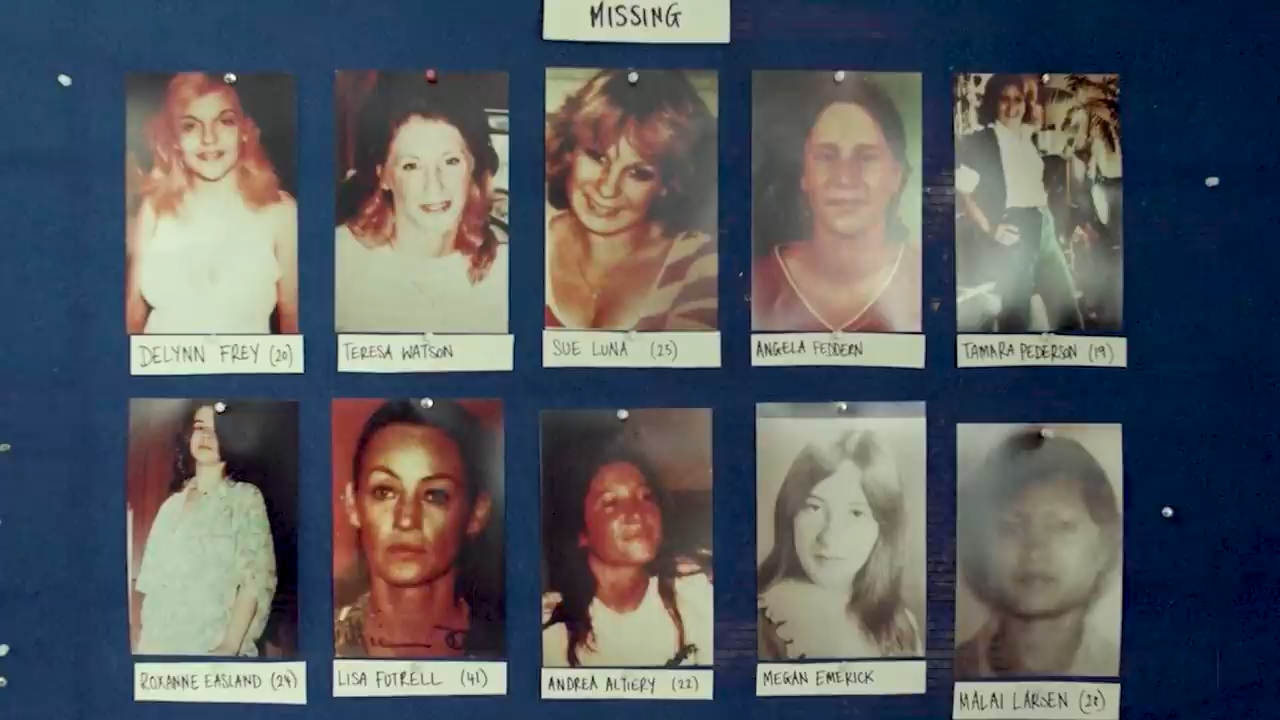 MISSING
DELYNN FREY (20)
TERESA WATSON
SUE LUNA (25)
ANGELA FEDDERN
TAMARA PEDERSON (19)
ROXANNE EASLAND (24)
LISA FUTRELL (41)
ANDREA ALTIERY (22)
MEGAN EMERICK
MALAI LARSEN (28)